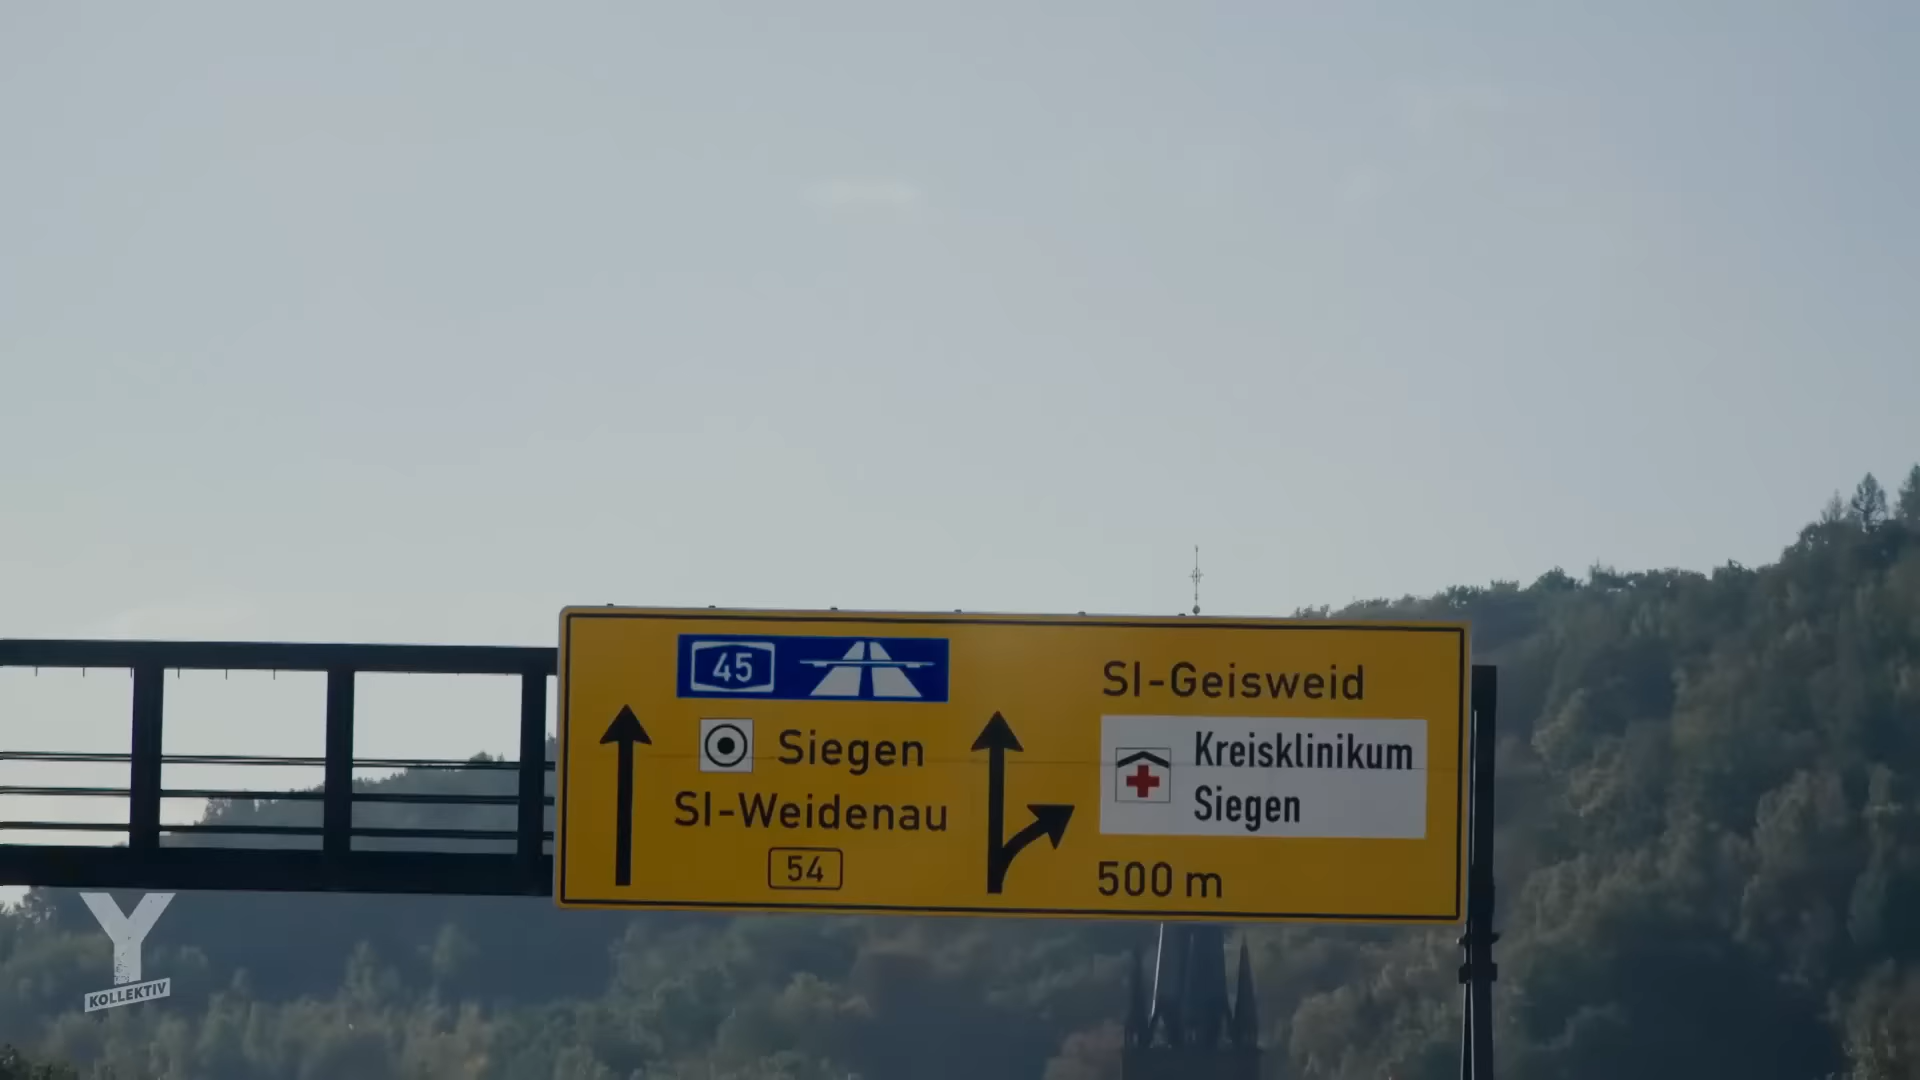 45
Siegen
SI-Weidenau
54
SI-Geisweid
Kreisklinikum
Siegen
500 m
Y
KOLLEKTIV